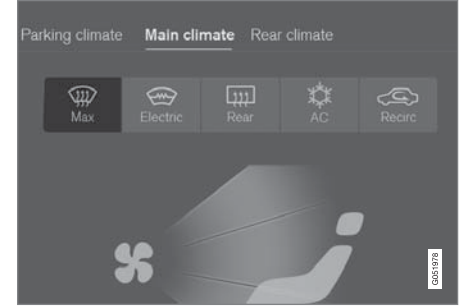 Parking climate Main climate Rear climate
Max Electric Rear AC Recirc
G051978